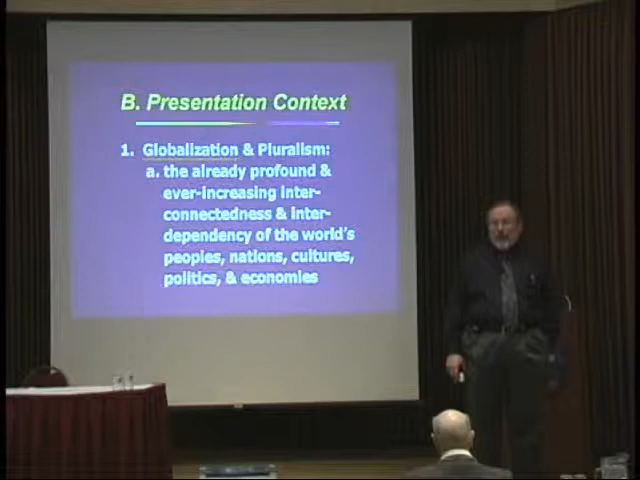 B. Presentation Context
1. Globalization & Pluralism:
a. the already profound &
ever-increasing inter-
connectedness & inter-
dependency of the world's
peoples, nations, cultures,
politics, & economies